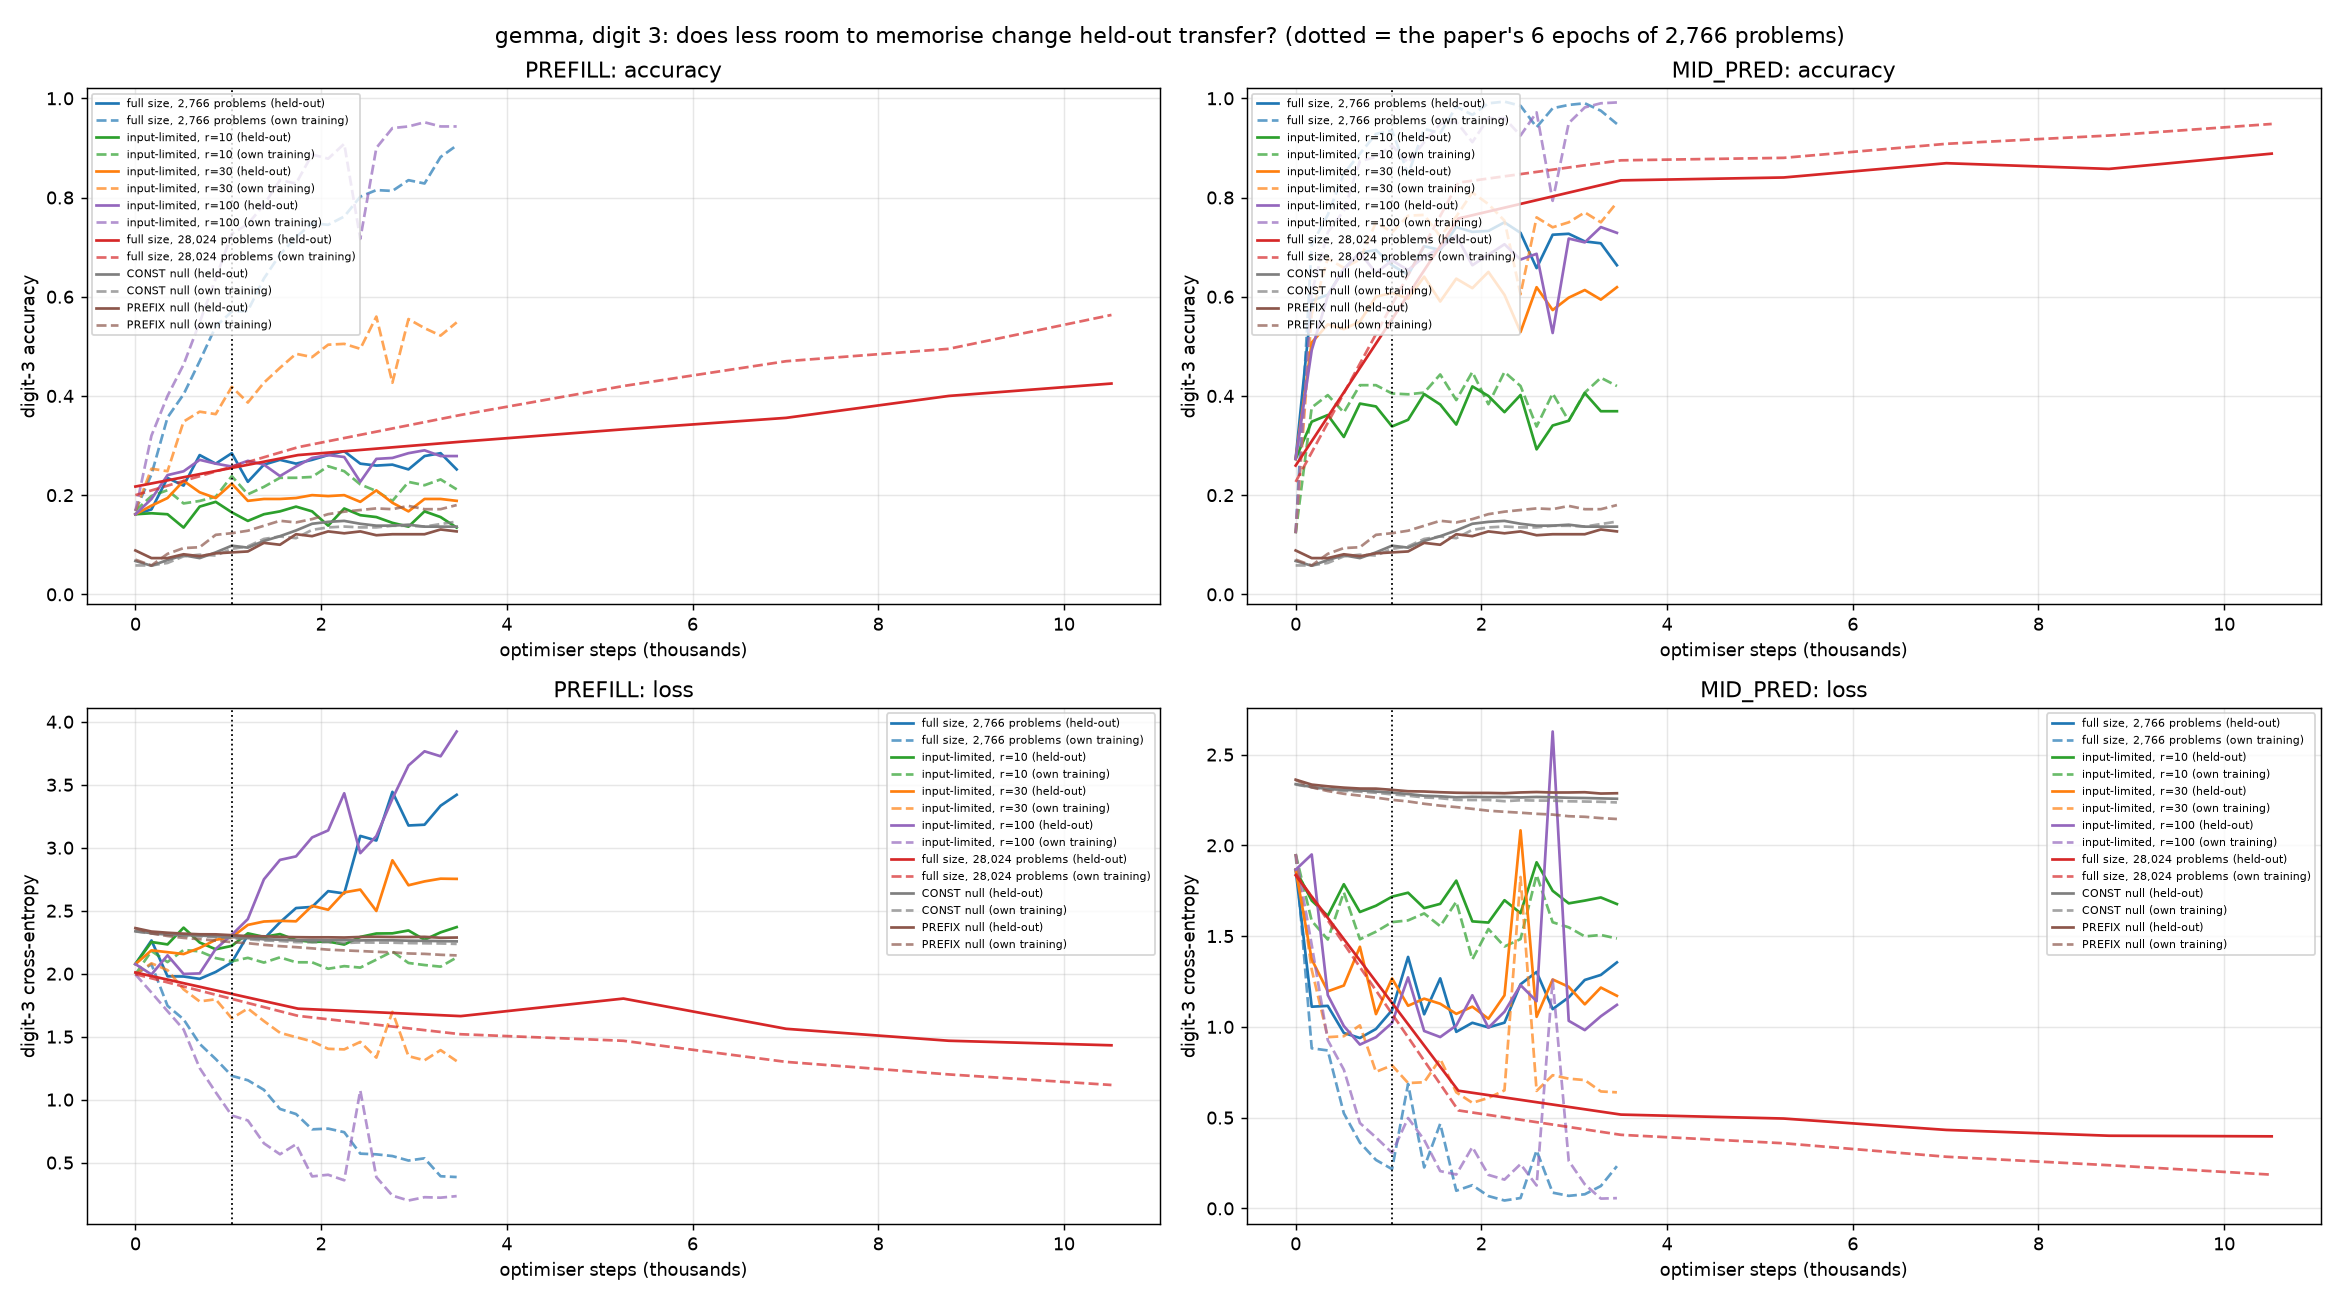 gemma, digit 3: does less room to memorise change held-out transfer? (dotted = the paper's 6 epochs of 2,766 problems)
PREFILL: accuracy
digit-3 accuracy
1.0
0.8
0.6
0.4
0.2
0.0
full size, 2,766 problems (held-out)
full size, 2,766 problems (own training)
input-limited, r=10 (held-out)
input-limited, r=10 (own training)
input-limited, r=30 (held-out)
input-limited, r=30 (own training)
input-limited, r=100 (held-out)
input-limited, r=100 (own training)
full size, 28,024 problems (held-out)
full size, 28,024 problems (own training)
CONST null (held-out)
CONST null (own training)
PREFIX null (held-out)
PREFIX null (own training)
0 2 4 6 8 10
optimiser steps (thousands)
MID_PRED: accuracy
digit-3 accuracy
1.0
0.8
0.6
0.4
0.2
0.0
full size, 2,766 problems (held-out)
full size, 2,766 problems (own training)
input-limited, r=10 (held-out)
input-limited, r=10 (own training)
input-limited, r=30 (held-out)
input-limited, r=30 (own training)
input-limited, r=100 (held-out)
input-limited, r=100 (own training)
full size, 28,024 problems (held-out)
full size, 28,024 problems (own training)
CONST null (held-out)
CONST null (own training)
PREFIX null (held-out)
PREFIX null (own training)
0 2 4 6 8 10
optimiser steps (thousands)
PREFILL: loss
digit-3 cross-entropy
4.0
3.5
3.0
2.5
2.0
1.5
1.0
0.5
full size, 2,766 problems (held-out)
full size, 2,766 problems (own training)
input-limited, r=10 (held-out)
input-limited, r=10 (own training)
input-limited, r=30 (held-out)
input-limited, r=30 (own training)
input-limited, r=100 (held-out)
input-limited, r=100 (own training)
full size, 28,024 problems (held-out)
full size, 28,024 problems (own training)
CONST null (held-out)
CONST null (own training)
PREFIX null (held-out)
PREFIX null (own training)
0 2 4 6 8 10
optimiser steps (thousands)
MID_PRED: loss
digit-3 cross-entropy
2.5
2.0
1.5
1.0
0.5
0.0
full size, 2,766 problems (held-out)
full size, 2,766 problems (own training)
input-limited, r=10 (held-out)
input-limited, r=10 (own training)
input-limited, r=30 (held-out)
input-limited, r=30 (own training)
input-limited, r=100 (held-out)
input-limited, r=100 (own training)
full size, 28,024 problems (held-out)
full size, 28,024 problems (own training)
CONST null (held-out)
CONST null (own training)
PREFIX null (held-out)
PREFIX null (own training)
0 2 4 6 8 10
optimiser steps (thousands)